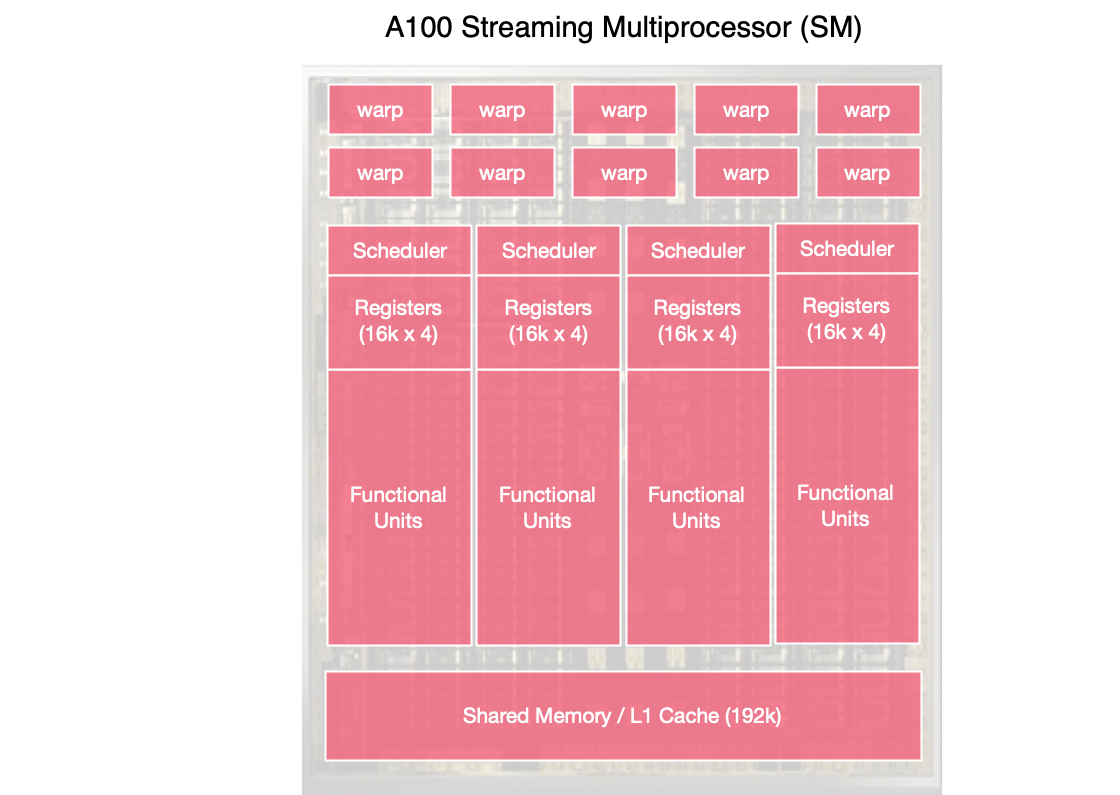 A100 Streaming Multiprocessor (SM)
warp warp warp warp warp
warp warp warp warp warp
Scheduler Scheduler Scheduler Scheduler
Registers Registers Registers Registers
(16k x 4) (16k x 4) (16k x 4) (16k x 4)
Functional Functional Functional Functional
Units Units Units Units
Shared Memory / L1 Cache (192k)